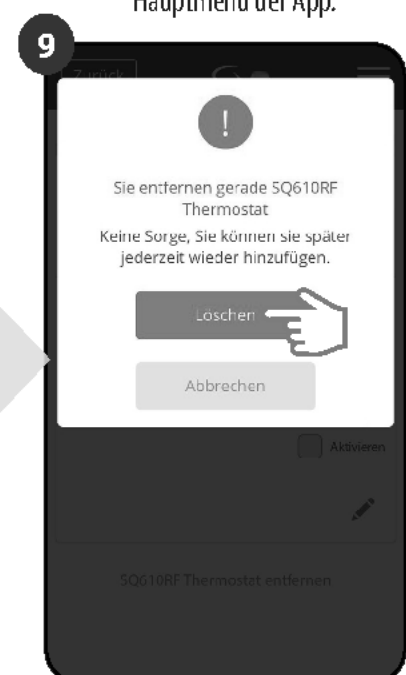 Hauptmenü der App.
9
Zurück
!
Sie entfernen gerade SQ610RF
Thermostat
Keine Sorge, Sie können sie später
jederzeit wieder hinzufügen.
Löschen
Abbrechen
Aktivieren
SQ610RF Thermostat entfernen